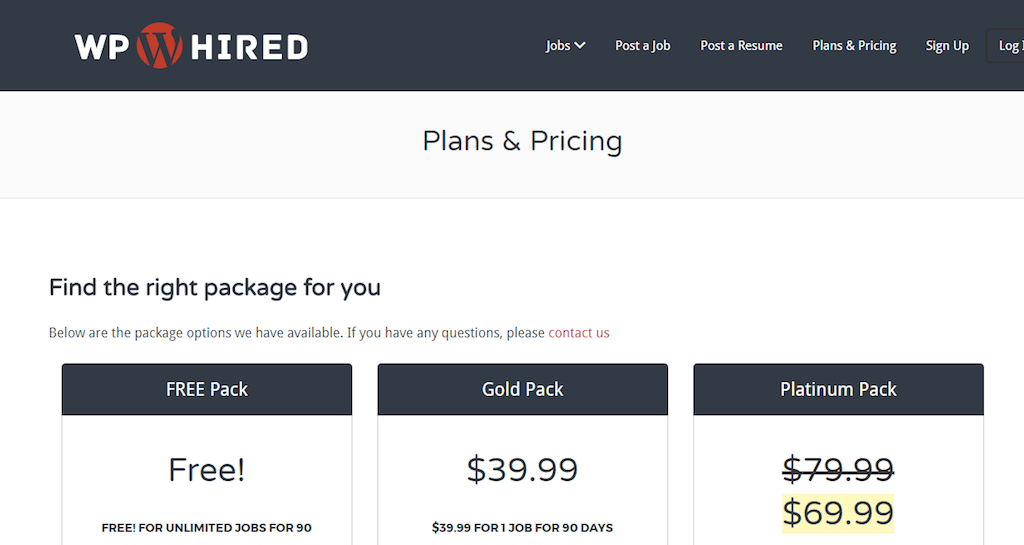 WP HIRED
Jobs Post a Job Post a Resume Plans & Pricing Sign Up Log
Plans & Pricing
Find the right package for you
Below are the package options we have available. If you have any questions, please contact us
FREE Pack Gold Pack Platinum Pack
Free! $39.99 $79.99
$69.99
FREE! FOR UNLIMITED JOBS FOR 90 $39.99 FOR 1 JOB FOR 90 DAYS